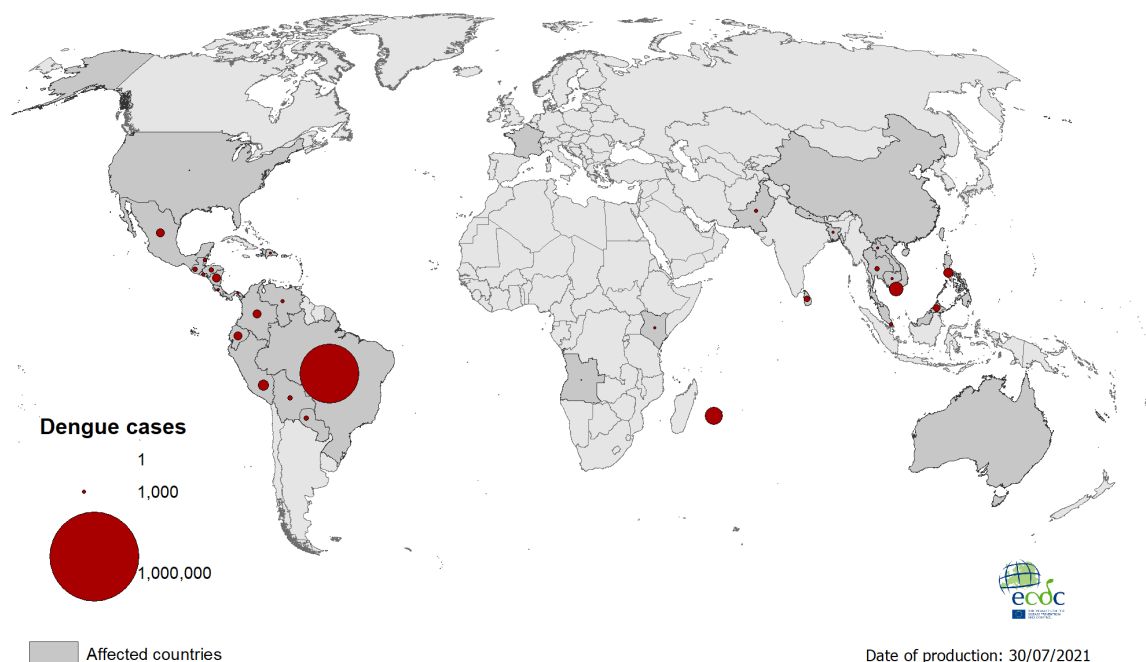 Dengue cases
1
1,000
1,000,000
ecdc
Affected countries
Date of production: 30/07/2021